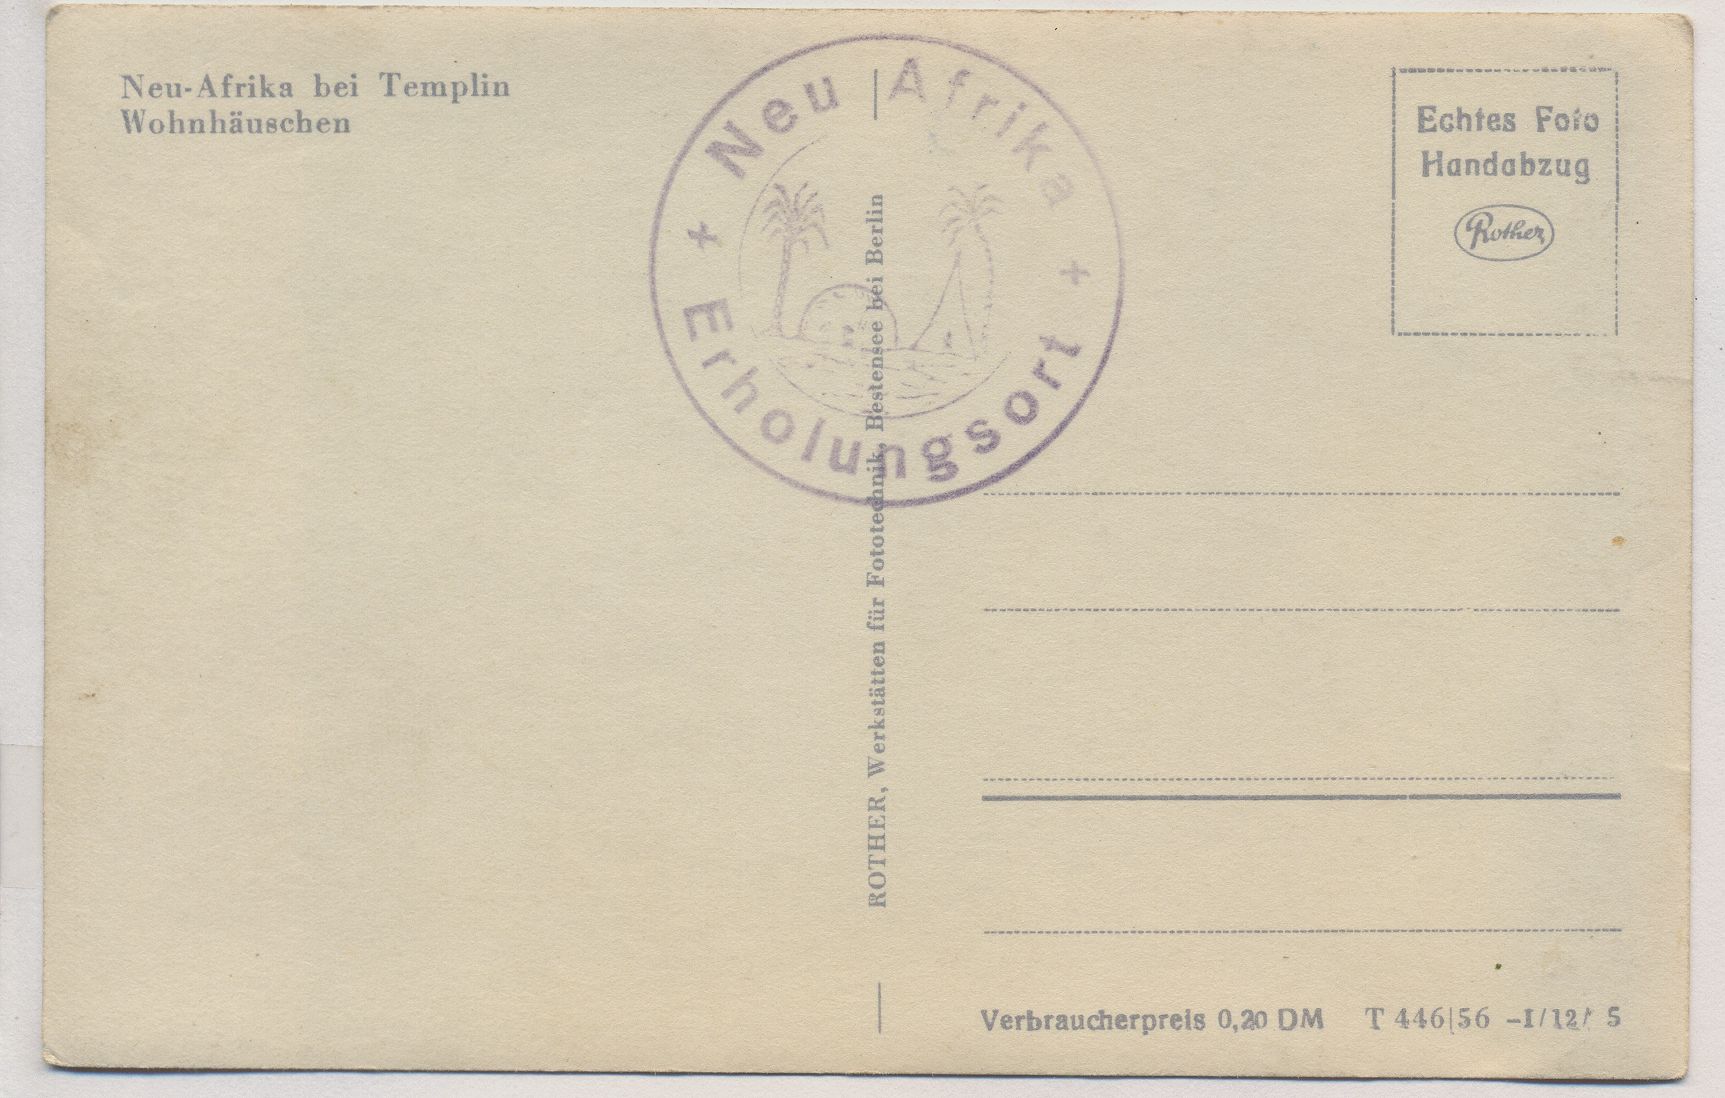 Neu-Afrika bei Templin
Wohnhäuschen
Neu Afrika
+ +
Erholungsort
ROTHER, Werkstätten für Fototechnik, Bestensee bei Berlin
Echtes Foto
Handabzug
Rother
Verbraucherpreis 0,20 DM T 446|56 -I/12/ 5